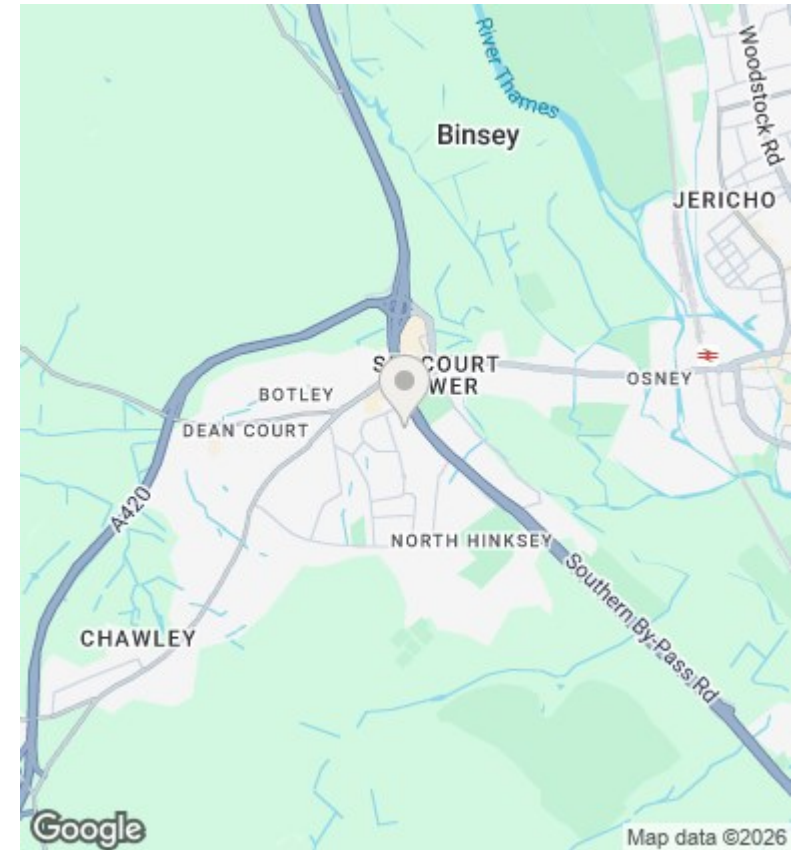 River Thames
Woodstock Rd
Binsey
JERICHO
COURT
OSNEY
BOTLEY
DEAN COURT
A420
NORTH HINKSEY
Southern By-Pass Rd
CHAWLEY
Google
Map data ©2026